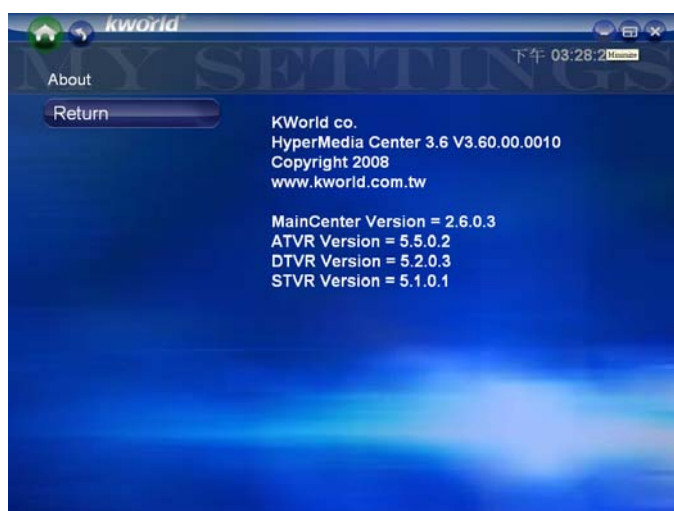 kworld
MY SETTINGS
下午 03:28:2
Minimize
About
Return
KWorld co.
HyperMedia Center 3.6 V3.60.00.0010
Copyright 2008
www.kworld.com.tw
MainCenter Version = 2.6.0.3
ATVR Version = 5.5.0.2
DTVR Version = 5.2.0.3
STVR Version = 5.1.0.1